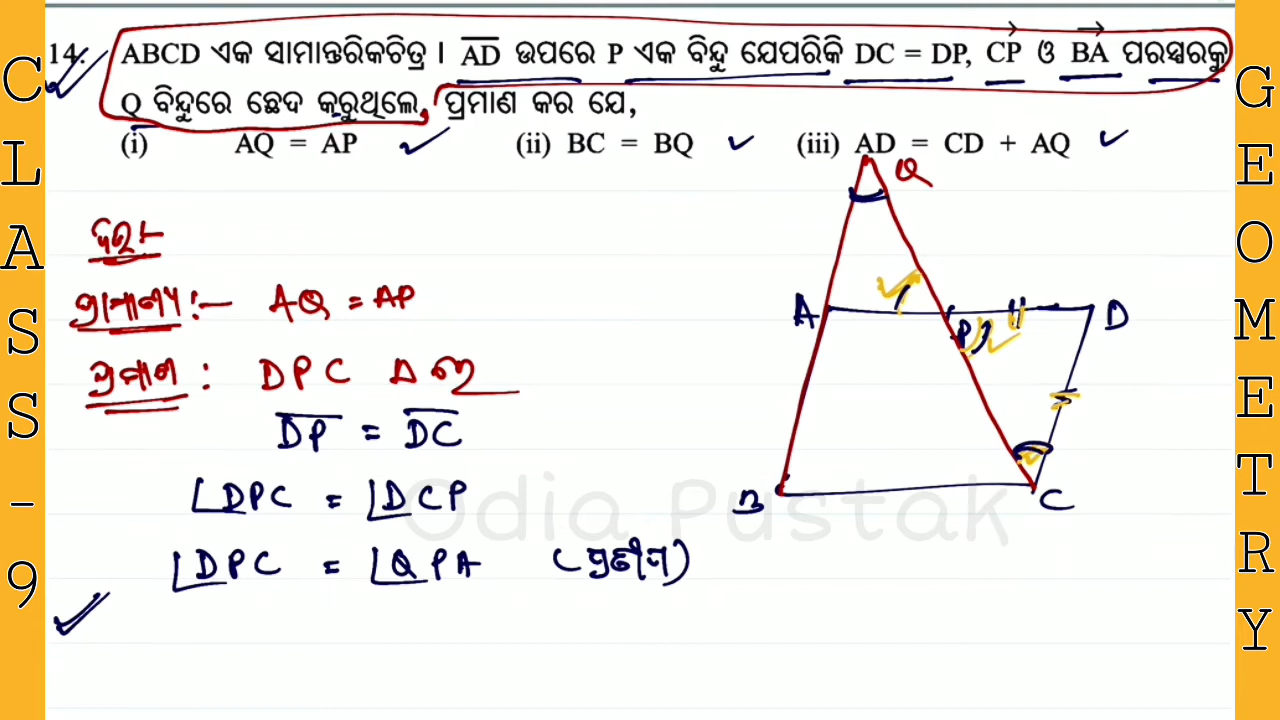 CLASS-9
14. ABCD ଏକ ସାମାନ୍ତରିକଚିତ୍ର । AD ଉପରେ P ଏକ ବିନ୍ଦୁ ଯେପରିକି DC = DP, CP ଓ BA ପରସ୍ପରକୁ
Q ବିନ୍ଦୁରେ ଛେଦ କରୁଥିଲେ, ପ୍ରମାଣ କର ଯେ,
(i) AQ = AP (ii) BC = BQ (iii) AD = CD + AQ
Q
ଦତ୍ତ :-
ପ୍ରାମାଣ୍ୟ :- AQ = AP
A P D
ପ୍ରମାଣ : DPC Δ ରେ
DP = DC
∠DPC = ∠DCP
B C
Odia Pustak
∠DPC = ∠QPA (ପ୍ରତୀପ)
GEOMETRY